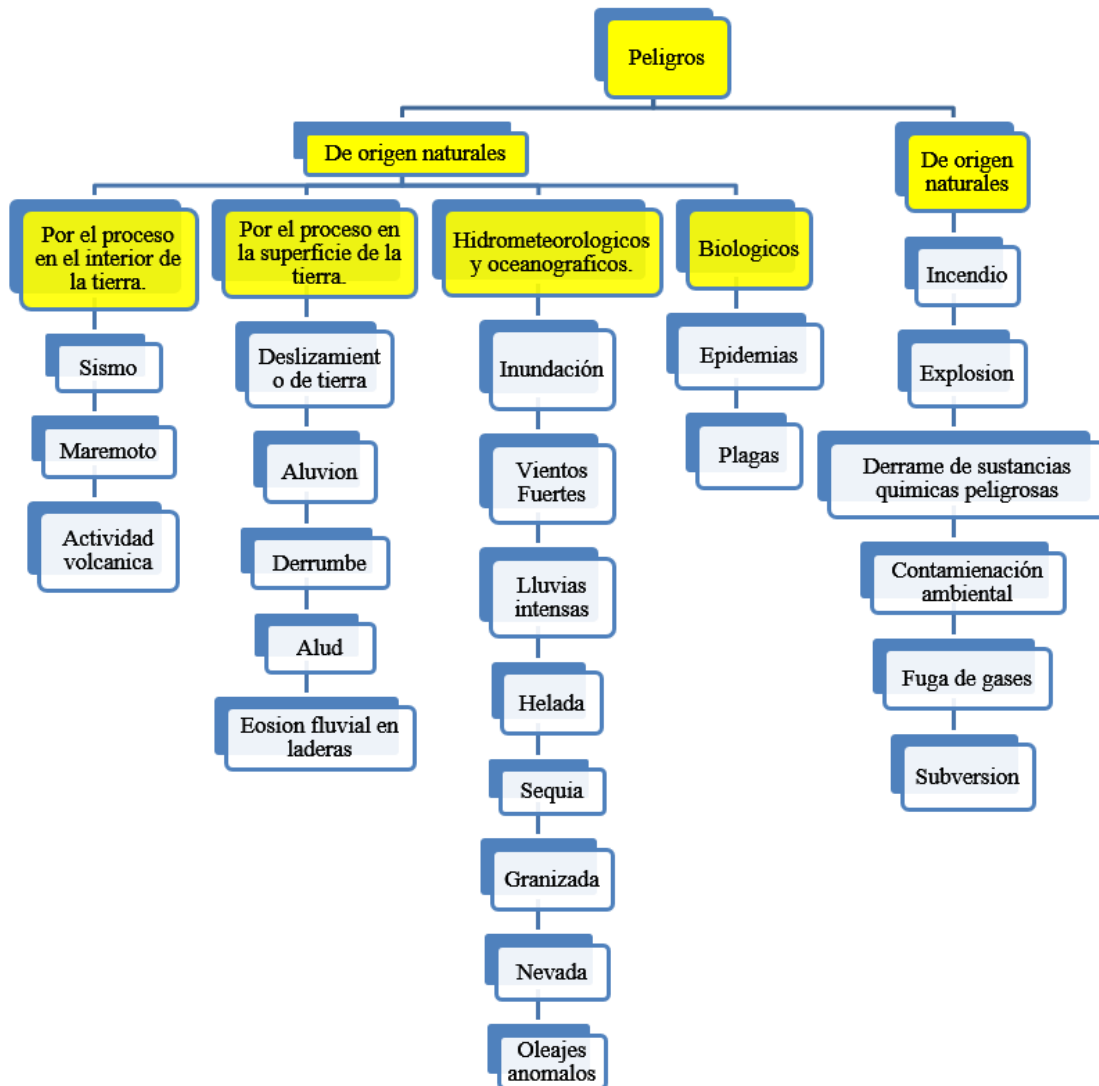 Peligros
De origen naturales
Por el proceso
en el interior de
la tierra.
Sismo
Maremoto
Actividad
volcanica
Por el proceso en
la superficie de la
tierra.
Deslizamient
o de tierra
Aluvion
Derrumbe
Alud
Eosion fluvial en
laderas
Hidrometeorologicos
y oceanograficos.
Inundación
Vientos
Fuertes
Lluvias
intensas
Helada
Sequia
Granizada
Nevada
Oleajes
anomalos
Biologicos
Epidemias
Plagas
De origen
naturales
Incendio
Explosion
Derrame de sustancias
quimicas peligrosas
Contamienación
ambiental
Fuga de gases
Subversion